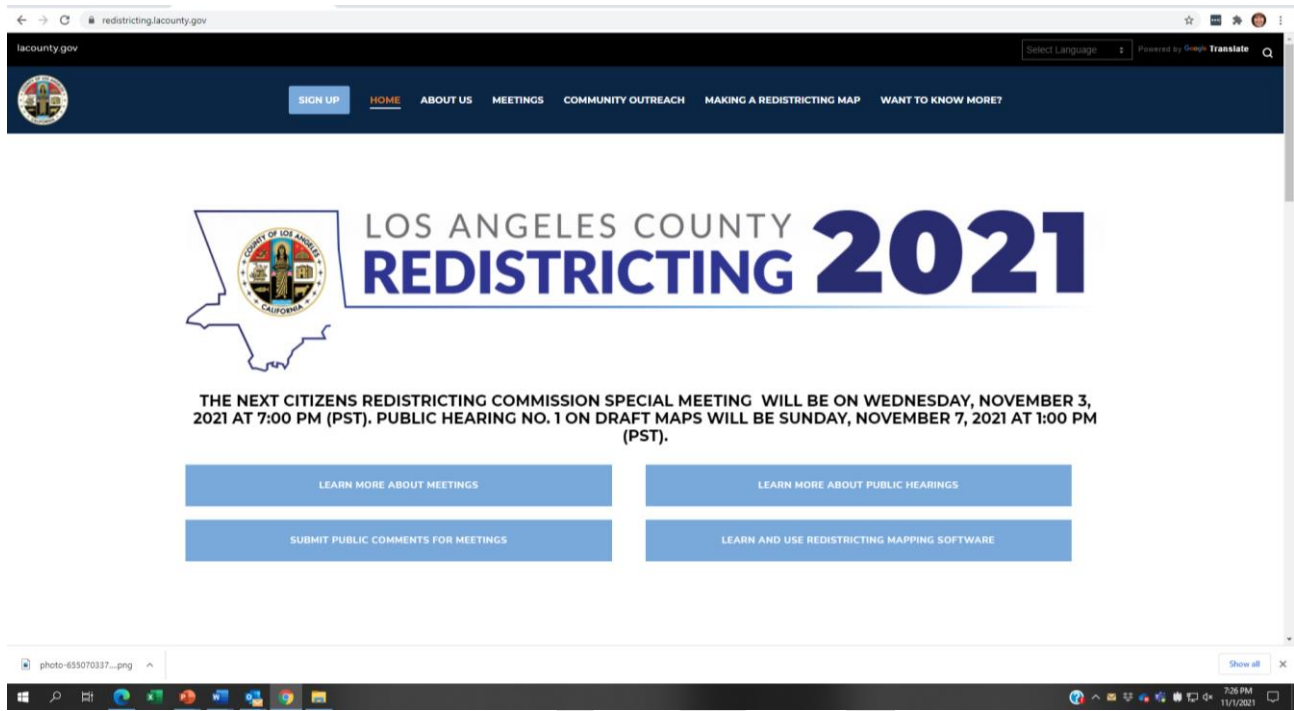 redistricting.lacounty.gov
lacounty.gov
Select Language
Powered by Google Translate
SIGN UP
HOME
ABOUT US
MEETINGS
COMMUNITY OUTREACH
MAKING A REDISTRICTING MAP
WANT TO KNOW MORE?
COUNTY OF LOS ANGELES
CALIFORNIA
LOS ANGELES COUNTY
REDISTRICTING
2021
THE NEXT CITIZENS REDISTRICTING COMMISSION SPECIAL MEETING WILL BE ON WEDNESDAY, NOVEMBER 3,
2021 AT 7:00 PM (PST). PUBLIC HEARING NO. 1 ON DRAFT MAPS WILL BE SUNDAY, NOVEMBER 7, 2021 AT 1:00 PM
(PST).
LEARN MORE ABOUT MEETINGS
LEARN MORE ABOUT PUBLIC HEARINGS
SUBMIT PUBLIC COMMENTS FOR MEETINGS
LEARN AND USE REDISTRICTING MAPPING SOFTWARE
photo-655070337....png
Show all
7:26 PM
11/1/2021